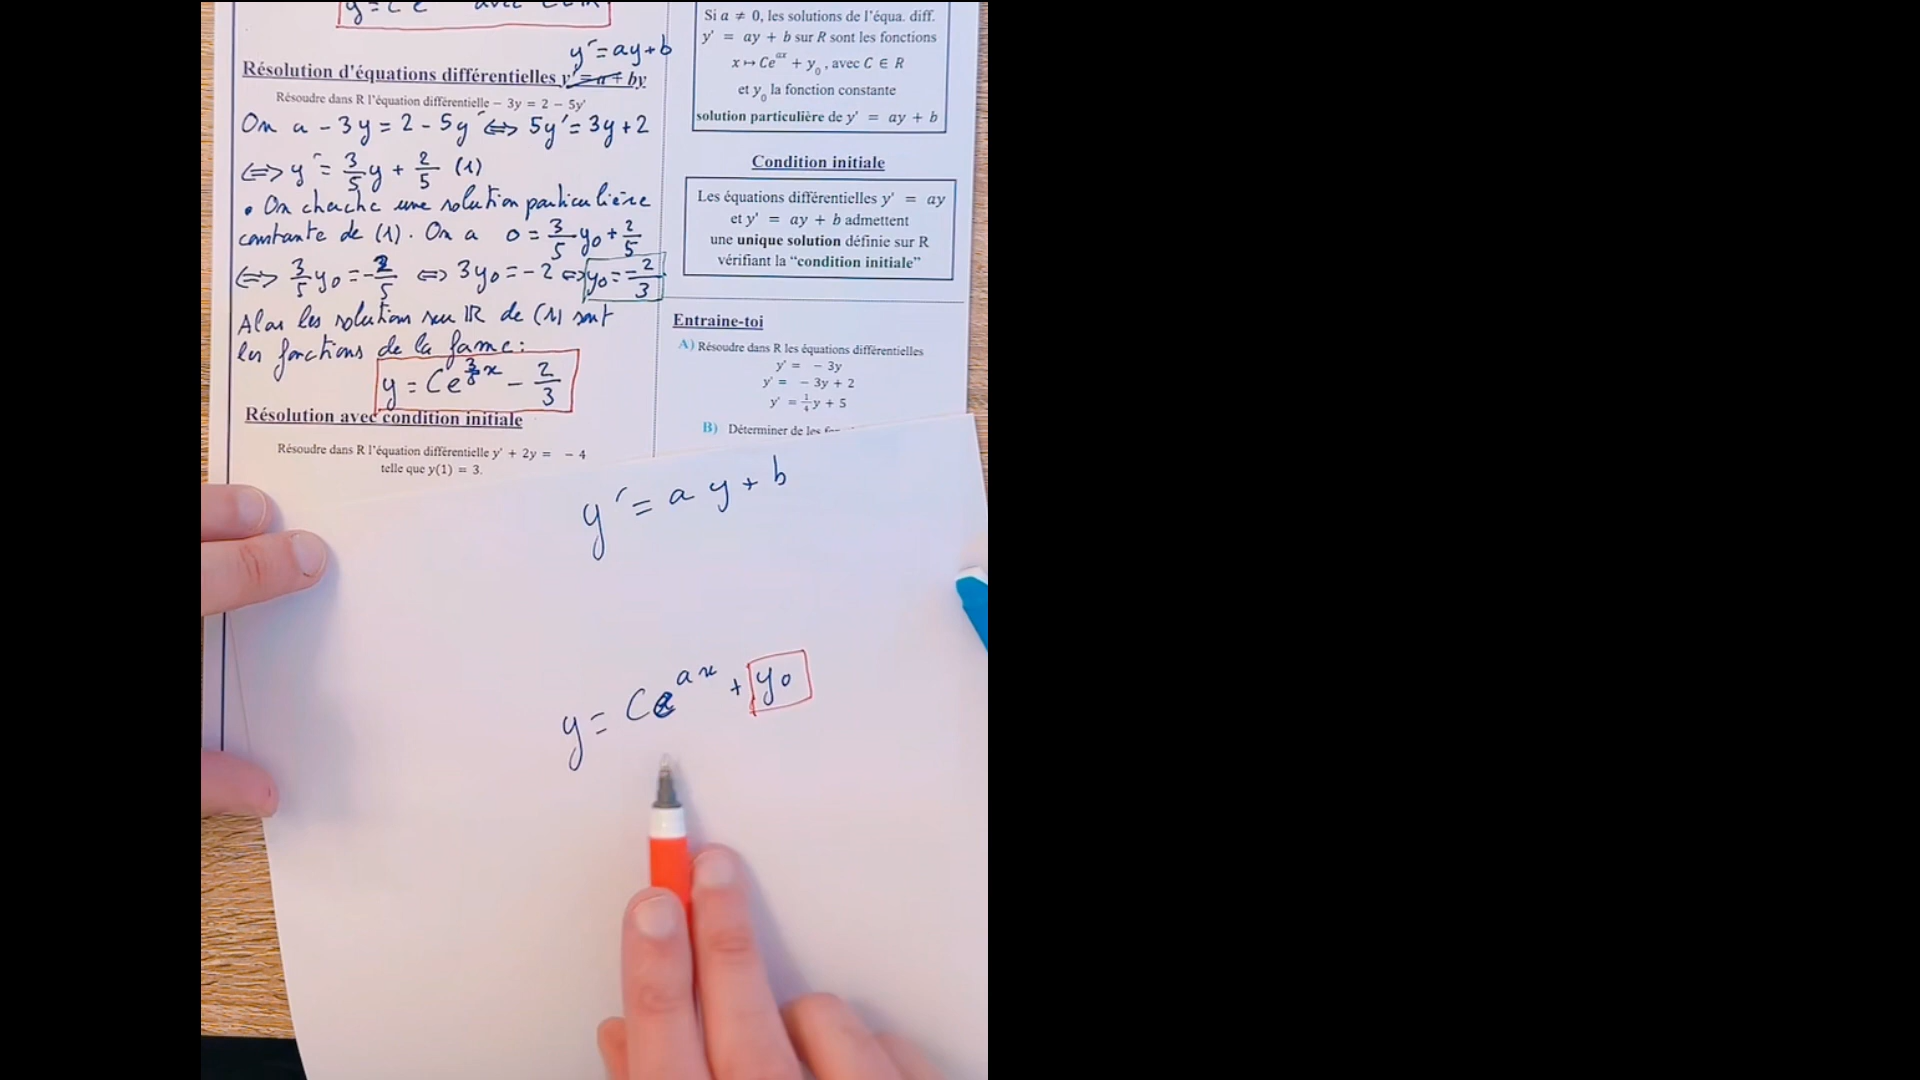 Résolution d'équations différentielles y' = a + by
y' = ay + b
Résoudre dans R l'équation différentielle − 3y = 2 − 5y'
On a -3y = 2 - 5y' <=> 5y' = 3y + 2
<=> y' = 3/5 y + 2/5 (1)
• On cherche une solution particulière
constante de (1). On a 0 = 3/5 y0 + 2/5
<=> 3/5 y0 = -2/5 <=> 3y0 = -2 <=> y0 = -2/3
Alors les solutions sur IR de (1) sont
les fonctions de la forme :
y = Ce^{3/5 x} - 2/3
Résolution avec condition initiale
Résoudre dans R l'équation différentielle y' + 2y = − 4
telle que y(1) = 3.
Si a ≠ 0, les solutions de l'équa. diff.
y' = ay + b sur R sont les fonctions
x ↦ Ce^{ax} + y₀, avec C ∈ R
et y₀ la fonction constante
solution particulière de y' = ay + b
Condition initiale
Les équations différentielles y' = ay
et y' = ay + b admettent
une unique solution définie sur R
vérifiant la “condition initiale”
Entraine-toi
A) Résoudre dans R les équations différentielles
y' = − 3y
y' = − 3y + 2
y' = 1/4 y + 5
B) Déterminer de les
y' = a y + b
y = Ce^{ax} + y0